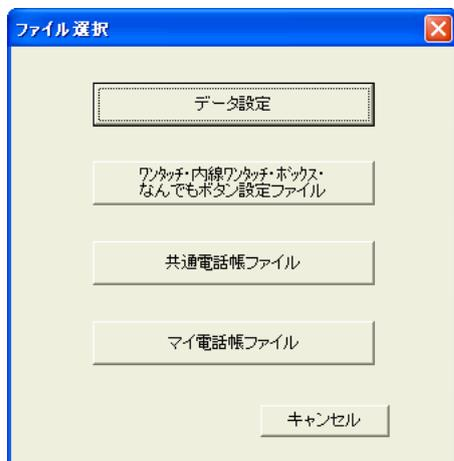 ファイル選択
データ設定
ワンタッチ・内線ワンタッチ・ボックス・
なんでもボタン設定ファイル
共通電話帳ファイル
マイ電話帳ファイル
キャンセル